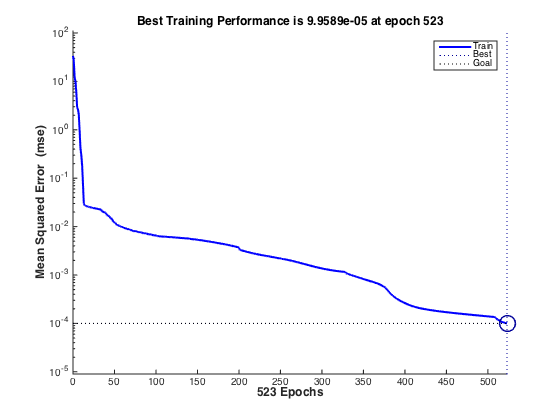 Best Training Performance is 9.9589e-05 at epoch 523
Train
Best
Goal
Mean Squared Error (mse)
10^2
10^1
10^0
10^-1
10^-2
10^-3
10^-4
10^-5
0 50 100 150 200 250 300 350 400 450 500
523 Epochs